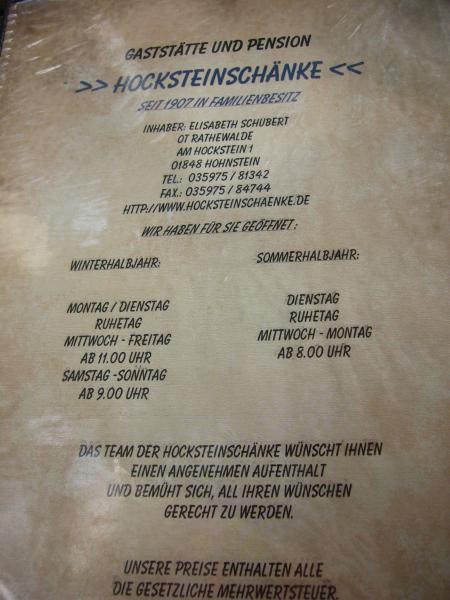 GASTSTÄTTE UND PENSION
>> HOCKSTEINSCHÄNKE <<
SEIT 1907 IN FAMILIENBESITZ
INHABER: ELISABETH SCHUBERT
OT RATHEWALDE
AM HOCKSTEIN 1
01848 HOHNSTEIN
TEL.: 035975 / 81342
FAX.: 035975 / 84744
HTTP://WWW.HOCKSTEINSCHAENKE.DE
WIR HABEN FÜR SIE GEÖFFNET:
WINTERHALBJAHR:
MONTAG / DIENSTAG
RUHETAG
MITTWOCH - FREITAG
AB 11.00 UHR
SAMSTAG -SONNTAG
AB 9.00 UHR
SOMMERHALBJAHR:
DIENSTAG
RUHETAG
MITTWOCH - MONTAG
AB 8.00 UHR
DAS TEAM DER HOCKSTEINSCHÄNKE WÜNSCHT IHNEN
EINEN ANGENEHMEN AUFENTHALT
UND BEMÜHT SICH, ALL IHREN WÜNSCHEN
GERECHT ZU WERDEN.
UNSERE PREISE ENTHALTEN ALLE
DIE GESETZLICHE MEHRWERTSTEUER.